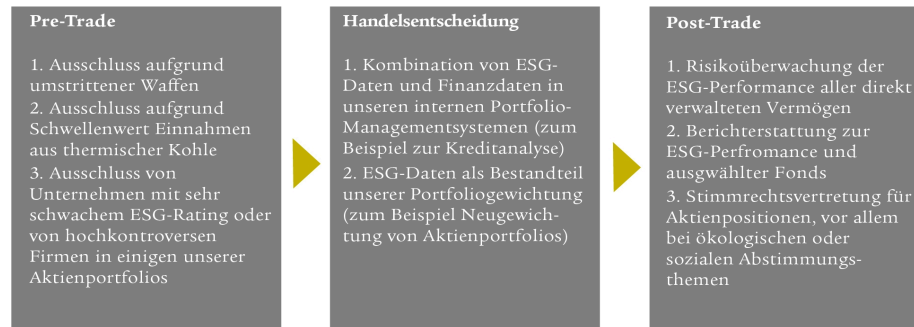 Pre-Trade
1. Ausschluss aufgrund
umstrittener Waffen
2. Ausschluss aufgrund
Schwellenwert Einnahmen
aus thermischer Kohle
3. Ausschluss von
Unternehmen mit sehr
schwachem ESG-Rating oder
von hochkontroversen
Firmen in einigen unserer
Aktienportfolios
Handelsentscheidung
1. Kombination von ESG-
Daten und Finanzdaten in
unseren internen Portfolio-
Managementsystemen (zum
Beispiel zur Kreditanalyse)
2. ESG-Daten als Bestandteil
unserer Portfoliogewichtung
(zum Beispiel Neugewich-
tung von Aktienportfolios)
Post-Trade
1. Risikoüberwachung der
ESG-Performance aller direkt
verwalteten Vermögen
2. Berichterstattung zur
ESG-Perfromance und
ausgwählter Fonds
3. Stimmrechtsvertretung für
Aktienpositionen, vor allem
bei ökologischen oder
sozialen Abstimmungs-
themen